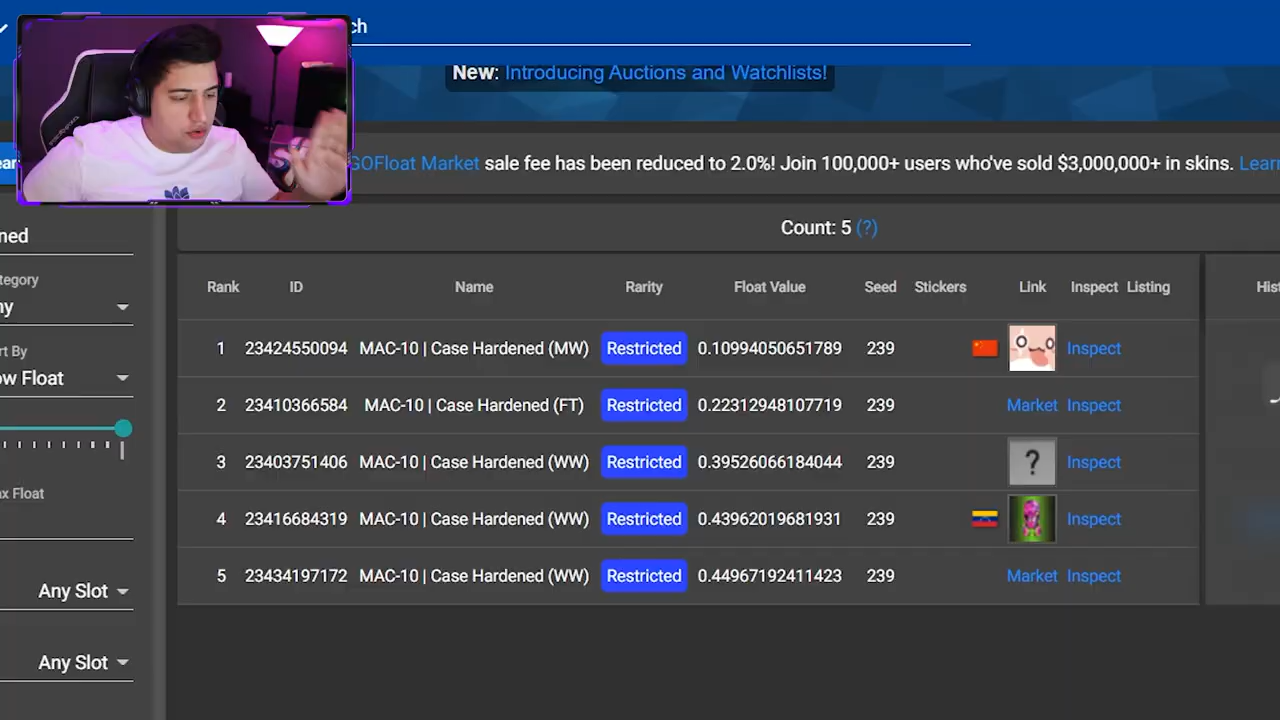 ch
New: Introducing Auctions and Watchlists!
ear
GOFloat Market sale fee has been reduced to 2.0%! Join 100,000+ users who've sold $3,000,000+ in skins. Learn
ned
Count: 5 (?)
tegory
ny
Rank ID Name Rarity Float Value Seed Stickers Link Inspect Listing Hist
rt By
ow Float
1 23424550094 MAC-10 | Case Hardened (MW) Restricted 0.10994050651789 239 Inspect
2 23410366584 MAC-10 | Case Hardened (FT) Restricted 0.22312948107719 239 Market Inspect
3 23403751406 MAC-10 | Case Hardened (WW) Restricted 0.39526066184044 239 ? Inspect
ax Float
4 23416684319 MAC-10 | Case Hardened (WW) Restricted 0.43962019681931 239 Inspect
5 23434197172 MAC-10 | Case Hardened (WW) Restricted 0.44967192411423 239 Market Inspect
Any Slot
Any Slot